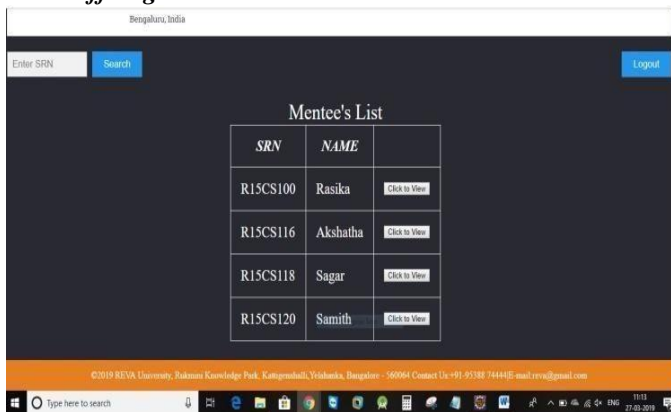 Bengaluru, India
Enter SRN Search Logout
Mentee's List
SRN NAME
R15CS100 Rasika Click to View
R15CS116 Akshatha Click to View
R15CS118 Sagar Click to View
R15CS120 Samith Click to View
©2019 REVA University, Rukmini Knowledge Park, Kattigenahalli, Yelahanka, Bangalore - 560064 Contact Us:+91-95388 74444|E-mail:reva@gmail.com
Type here to search ENG 11:13
27-03-2019